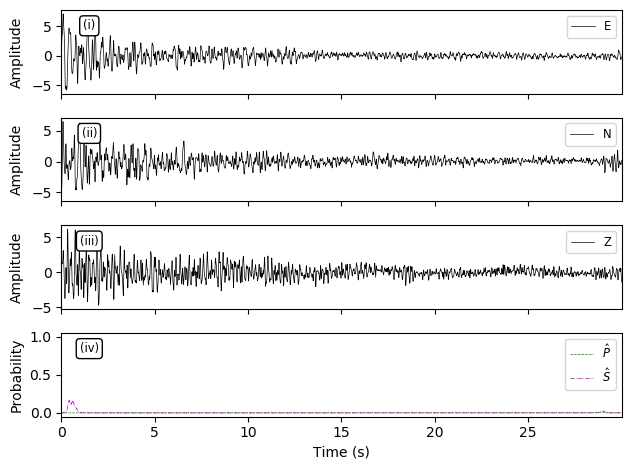 (i)
E
Amplitude
5
0
−5
(ii)
N
Amplitude
5
0
−5
(iii)
Z
Amplitude
5
0
−5
(iv)
P̂
Ŝ
Probability
1.0
0.5
0.0
0 5 10 15 20 25
Time (s)